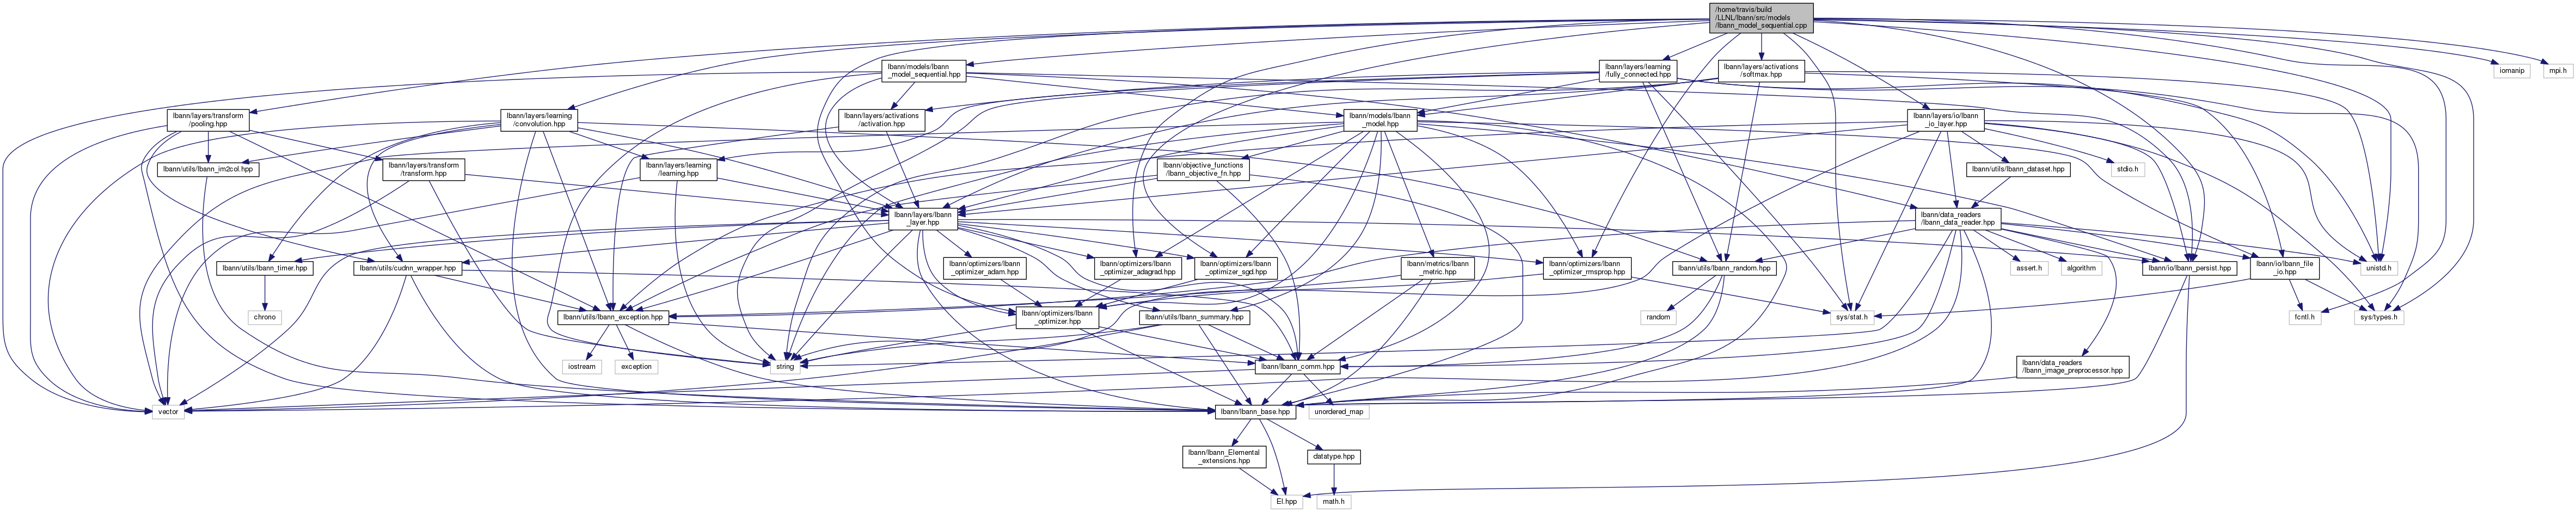 /home/travis/build
/LLNL/lbann/src/models
/lbann_model_sequential.cpp
lbann/models/lbann
_model_sequential.hpp
lbann/layers/learning
/fully_connected.hpp
lbann/layers/activations
/softmax.hpp
iomanip
mpi.h
lbann/layers/transform
/pooling.hpp
lbann/layers/learning
/convolution.hpp
lbann/layers/activations
/activation.hpp
lbann/models/lbann
_model.hpp
lbann/layers/io/lbann
_io_layer.hpp
lbann/utils/lbann_im2col.hpp
lbann/layers/transform
/transform.hpp
lbann/layers/learning
/learning.hpp
lbann/objective_functions
/lbann_objective_fn.hpp
lbann/utils/lbann_dataset.hpp
stdio.h
lbann/layers/lbann
_layer.hpp
lbann/data_readers
/lbann_data_reader.hpp
lbann/utils/lbann_timer.hpp
lbann/utils/cudnn_wrapper.hpp
lbann/optimizers/lbann
_optimizer_adam.hpp
lbann/optimizers/lbann
_optimizer_adagrad.hpp
lbann/optimizers/lbann
_optimizer_sgd.hpp
lbann/metrics/lbann
_metric.hpp
lbann/optimizers/lbann
_optimizer_rmsprop.hpp
lbann/utils/lbann_random.hpp
assert.h
algorithm
lbann/io/lbann_persist.hpp
lbann/io/lbann_file
_io.hpp
unistd.h
chrono
lbann/utils/lbann_exception.hpp
lbann/optimizers/lbann
_optimizer.hpp
lbann/utils/lbann_summary.hpp
random
sys/stat.h
fcntl.h
sys/types.h
iostream
exception
string
lbann/lbann_comm.hpp
lbann/data_readers
/lbann_image_preprocessor.hpp
vector
lbann/lbann_base.hpp
unordered_map
lbann/lbann_Elemental
_extensions.hpp
datatype.hpp
El.hpp
math.h